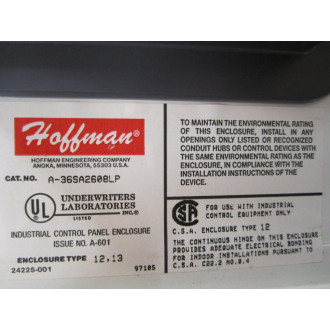 Hoffman®
HOFFMAN ENGINEERING COMPANY
ANOKA, MINNESOTA, 55303 U.S.A.
CAT. NO. A-36SA2608LP
UL
LISTED
UNDERWRITERS
LABORATORIES
INC.®
INDUSTRIAL CONTROL PANEL ENCLOSURE
ISSUE NO. A-601
ENCLOSURE TYPE 12,13
24225-001 97105
TO MAINTAIN THE ENVIRONMENTAL RATING
OF THIS ENCLOSURE, INSTALL IN ANY
OPENINGS ONLY LISTED OR RECOGNIZED
CONDUIT HUBS OR CONTROL DEVICES WITH
THE SAME ENVIRONMENTAL RATING AS THE
ENCLOSURE, IN COMPLIANCE WITH THE
INSTALLATION INSTRUCTIONS OF THE
DEVICE.
SA
FOR USE WITH INDUSTRIAL
CONTROL EQUIPMENT ONLY
C.S.A. ENCLOSURE TYPE 12
THE CONTINUOUS HINGE ON THIS ENCLOSURE
PROVIDES ADEQUATE ELECTRICAL BONDING
FOR INDOOR INSTALLATIONS PURSUANT TO
C.S.A. C22.2 N0.0.4